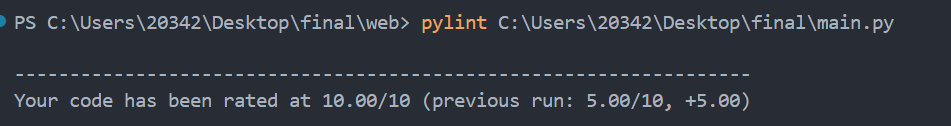 PS C:\Users\20342\Desktop\final\web> pylint C:\Users\20342\Desktop\final\main.py
-------------------------------------------------------------------
Your code has been rated at 10.00/10 (previous run: 5.00/10, +5.00)